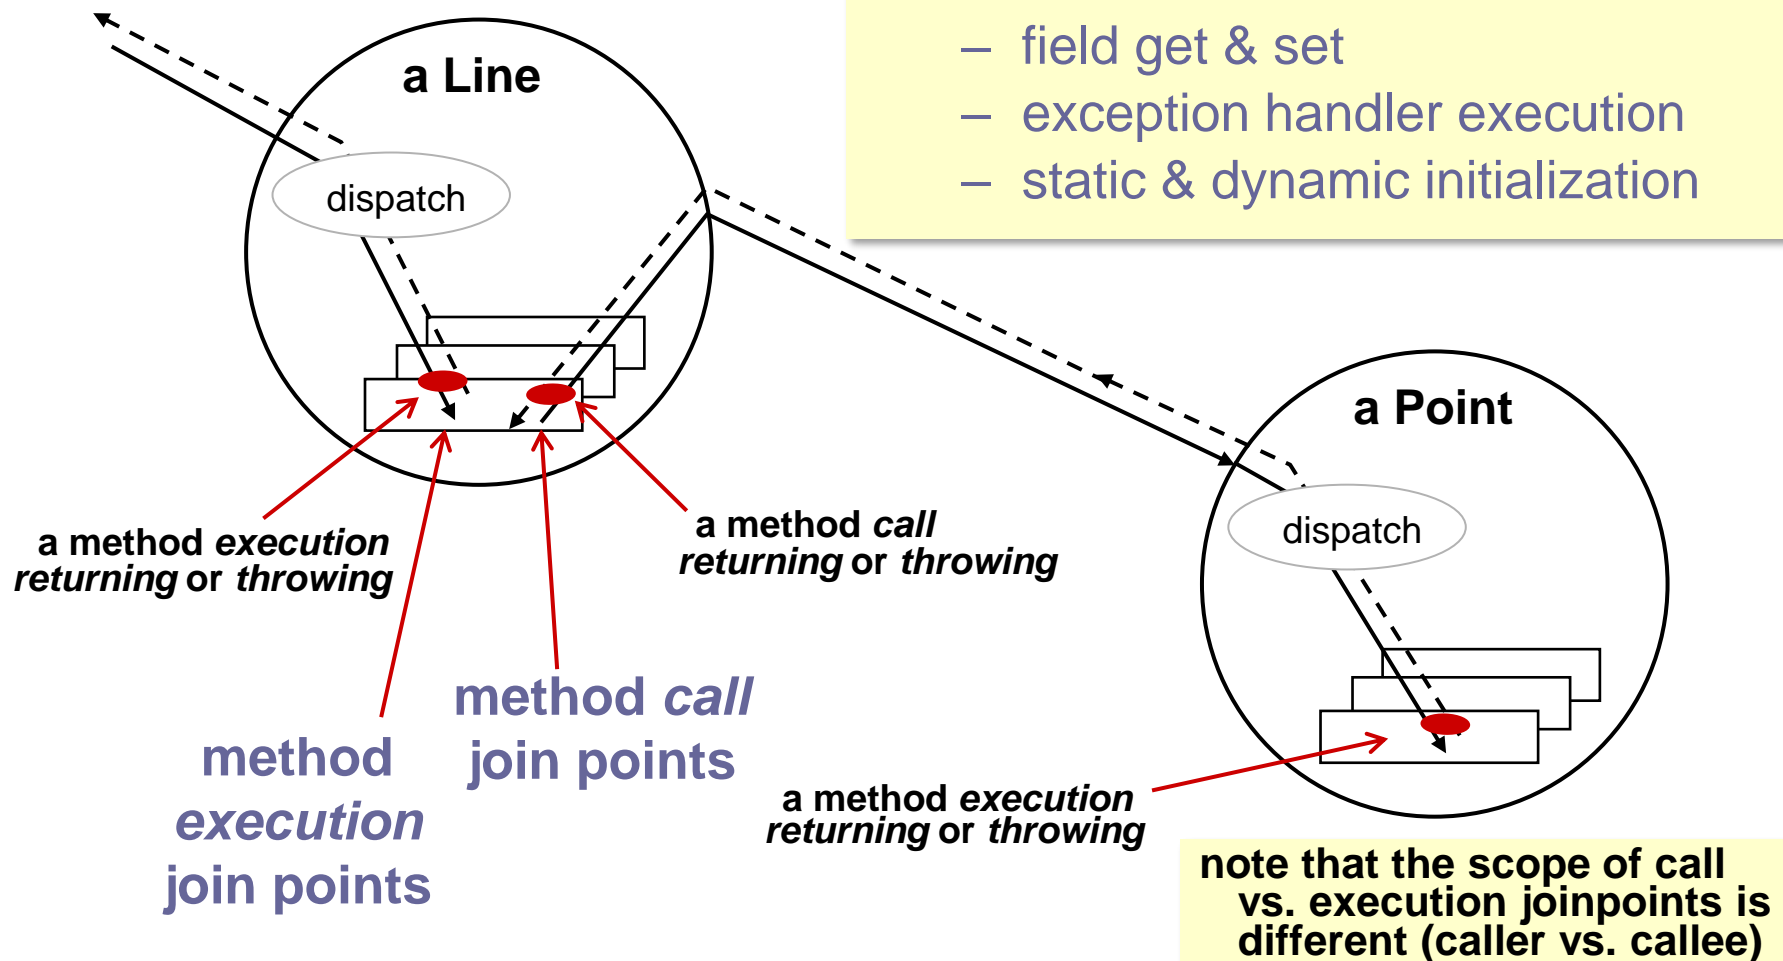 – field get & set
– exception handler execution
– static & dynamic initialization
a Line
dispatch
a Point
dispatch
a method execution
returning or throwing
a method call
returning or throwing
method call
join points
method
execution
join points
a method execution
returning or throwing
note that the scope of call
vs. execution joinpoints is
different (caller vs. callee)